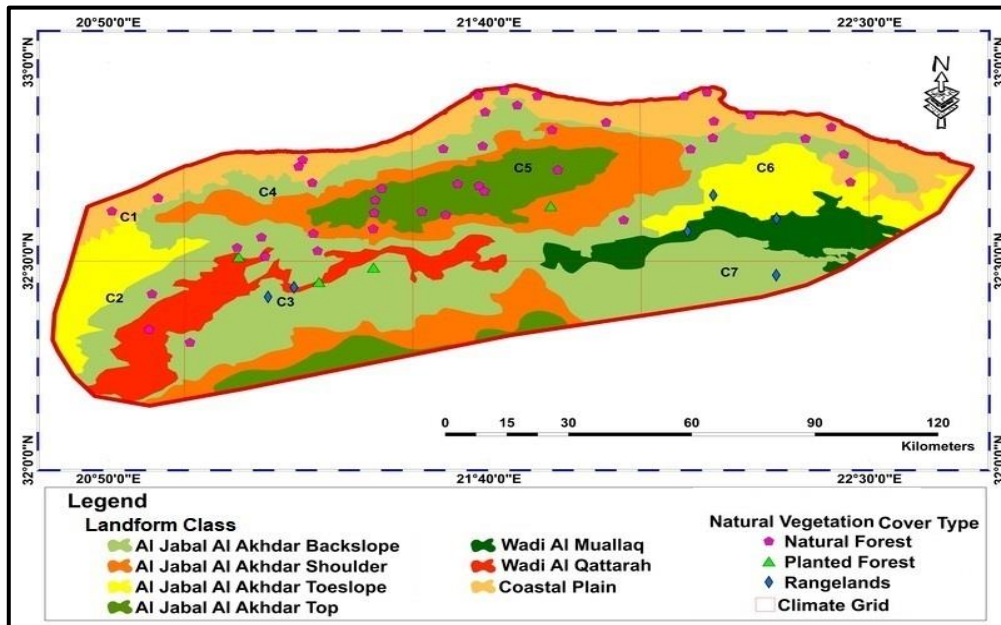 20°50'0"E 21°40'0"E 22°30'0"E
33°0'0"N 33°0'0"N
N
C5 C6
C4
C1
32°30'0"N 32°30'0"N
C7
C2 C3
0 15 30 60 90 120
Kilometers
32°0'0"N 32°0'0"N
20°50'0"E 21°40'0"E 22°30'0"E
Legend
Landform Class
Al Jabal Al Akhdar Backslope
Al Jabal Al Akhdar Shoulder
Al Jabal Al Akhdar Toeslope
Al Jabal Al Akhdar Top
Wadi Al Muallaq
Wadi Al Qattarah
Coastal Plain
Natural Vegetation Cover Type
Natural Forest
Planted Forest
Rangelands
Climate Grid